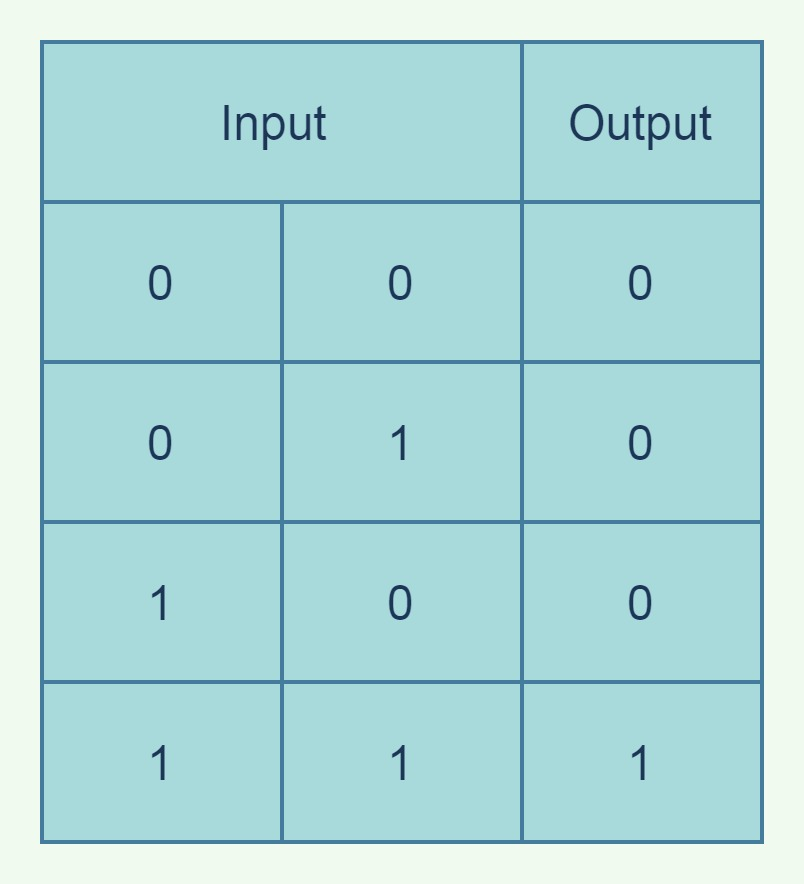 Input Output
0 0 0
0 1 0
1 0 0
1 1 1